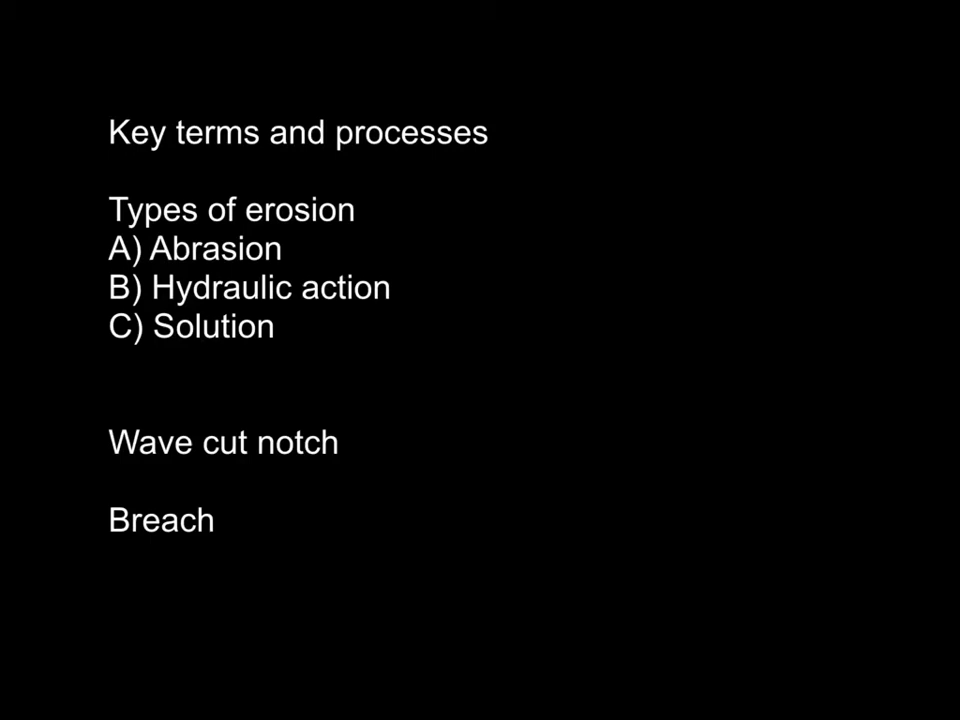 Key terms and processes
Types of erosion
A) Abrasion
B) Hydraulic action
C) Solution
Wave cut notch
Breach